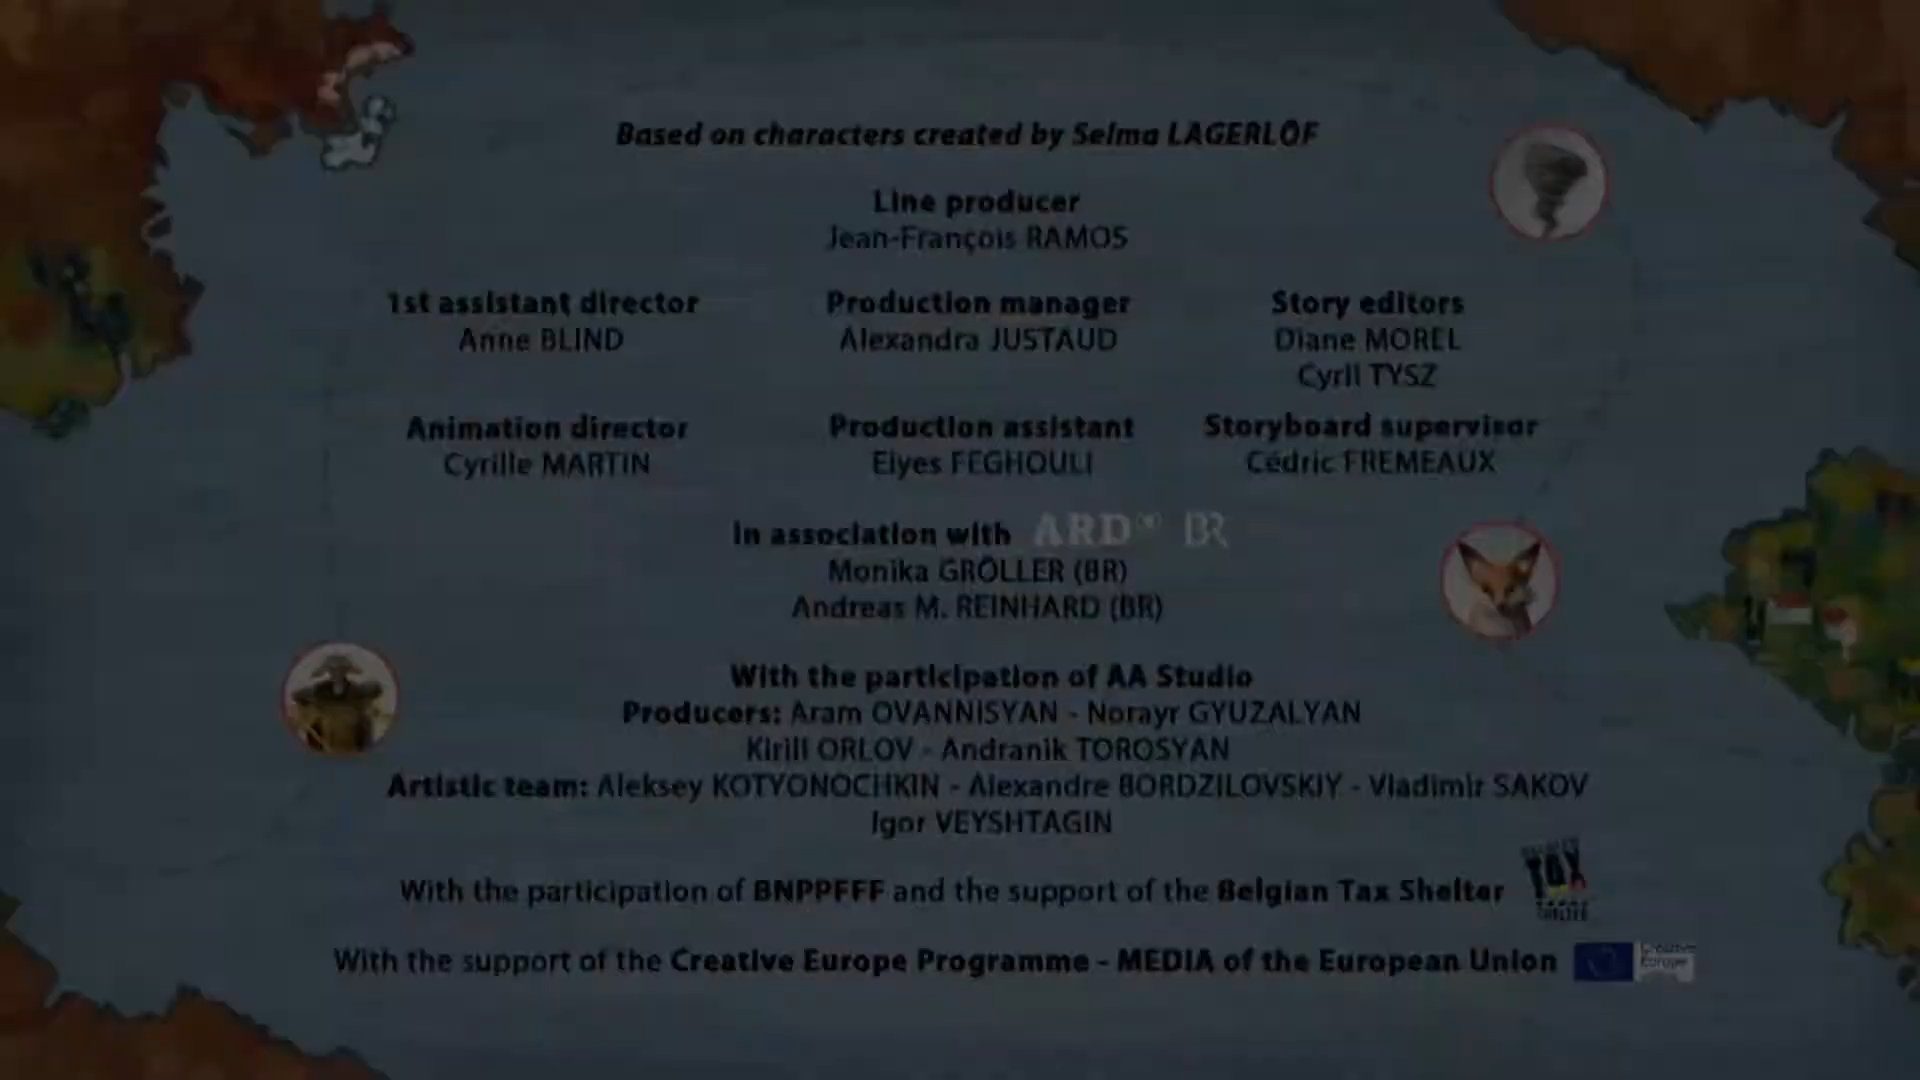 Based on characters created by Selma LAGERLÖF
Line producer
Jean-François RAMOS
1st assistant director
Anne BLIND
Production manager
Alexandra JUSTAUD
Story editors
Diane MOREL
Cyril TYSZ
Animation director
Cyrille MARTIN
Production assistant
Elyes FEGHOULI
Storyboard supervisor
Cédric FREMEAUX
In association with ARD BR
Monika GRÖLLER (BR)
Andreas M. REINHARD (BR)
With the participation of AA Studio
Producers: Aram OVANNISYAN - Norayr GYUZALYAN
Kirill ORLOV - Andranik TOROSYAN
Artistic team: Aleksey KOTYONOCHKIN - Alexandre BORDZILOVSKIY - Vladimir SAKOV
Igor VEYSHTAGIN
With the participation of BNPPFFF and the support of the Belgian Tax Shelter
TAX
SHELTER
With the support of the Creative Europe Programme - MEDIA of the European Union
Creative
Europe